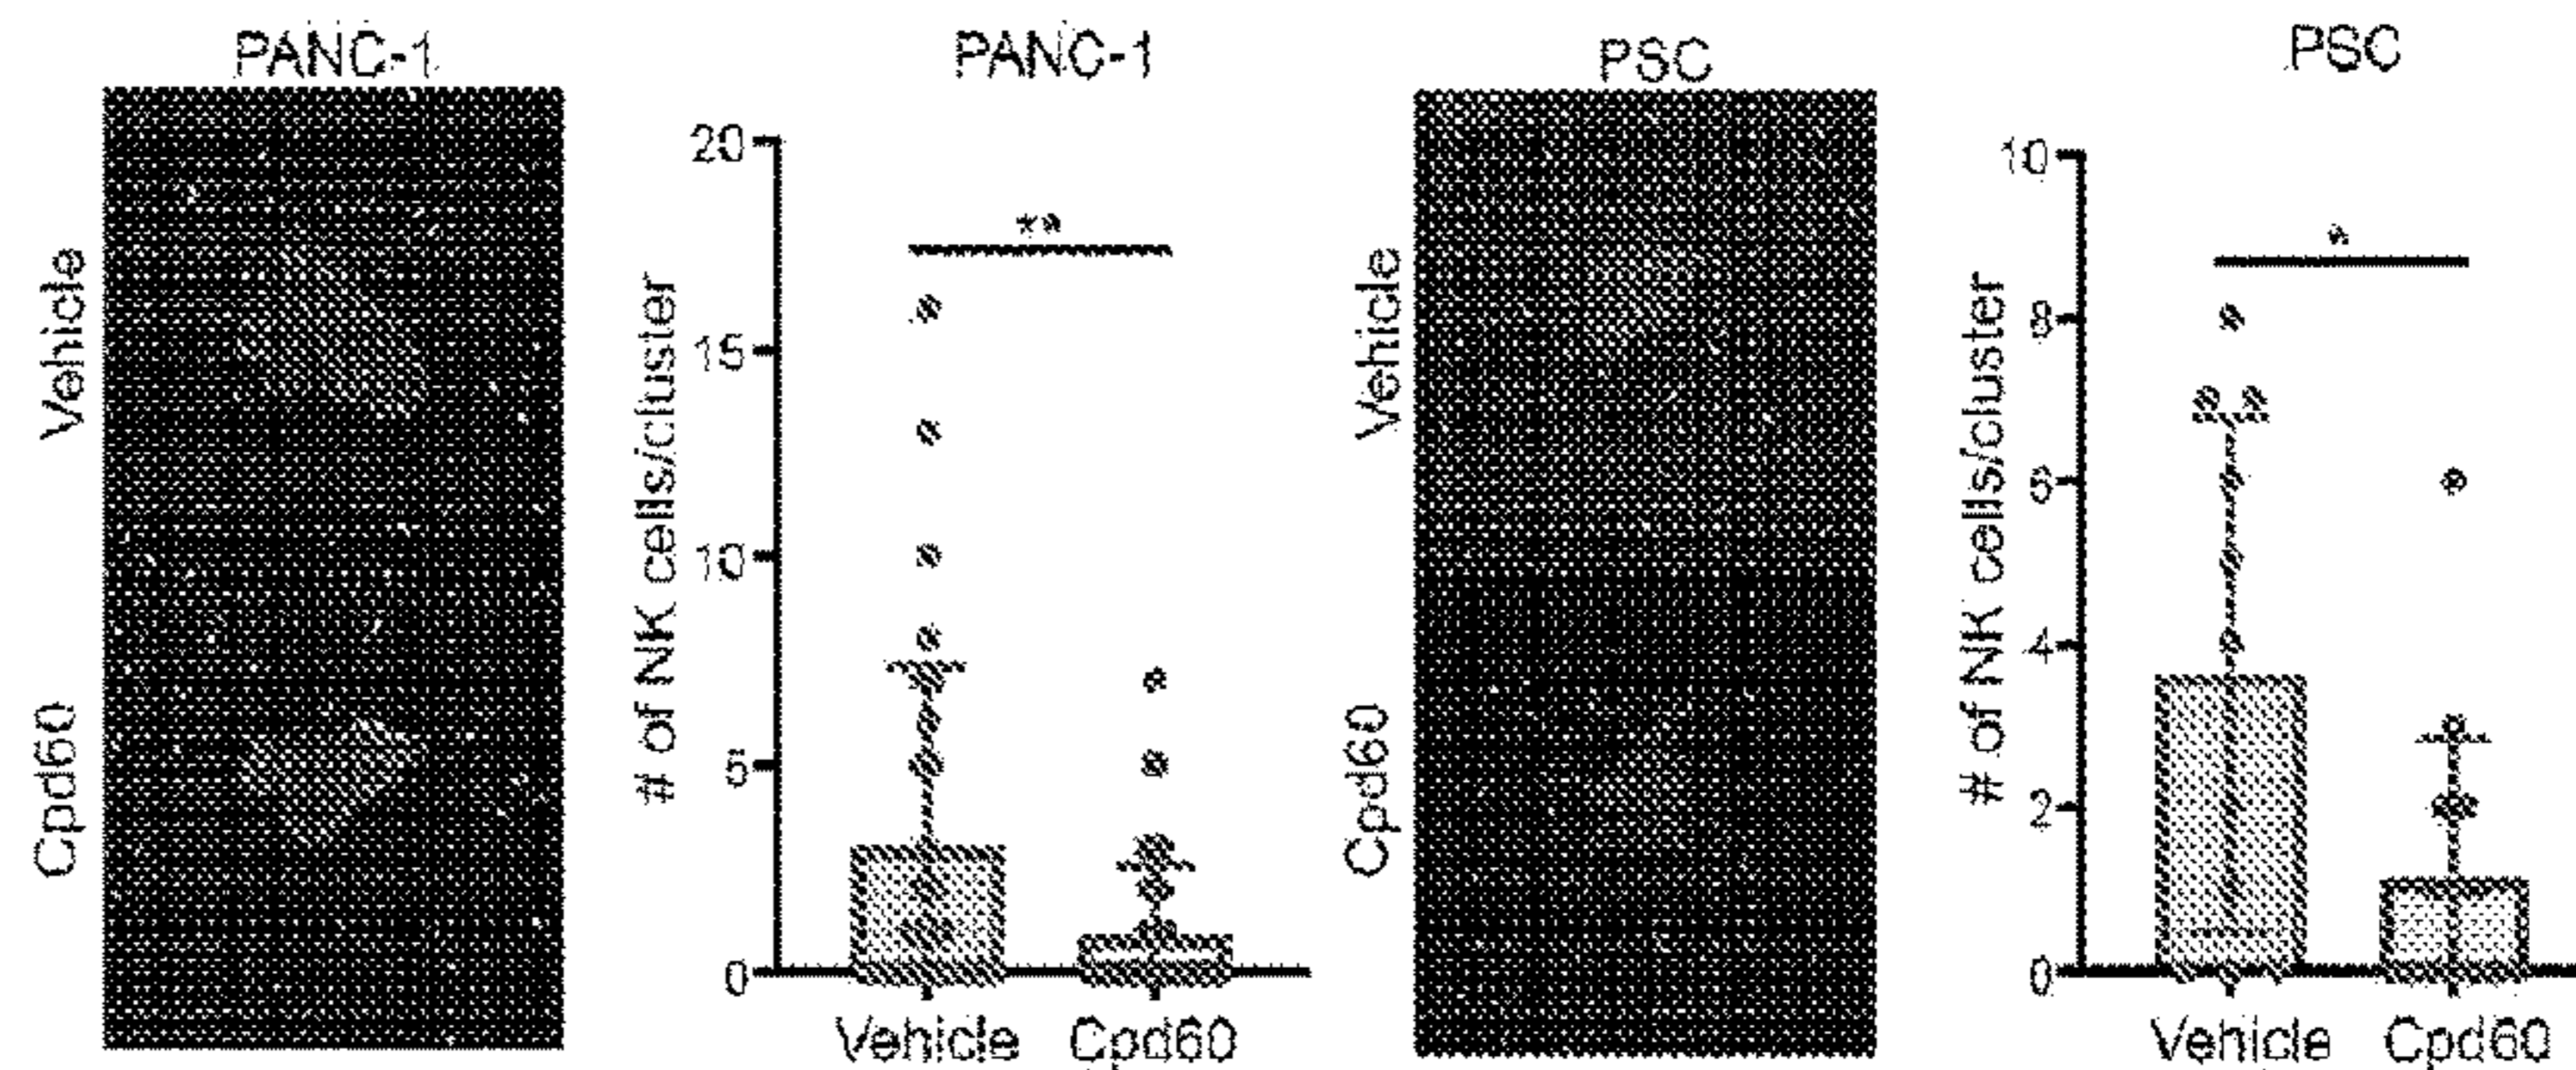 PANC-1
Vehicle
Cpd60
PANC-1
# of NK cells/cluster
20
15
10
5
0
**
Vehicle Cpd60
PSC
Vehicle
Cpd60
PSC
# of NK cells/cluster
10
8
6
4
2
0
*
Vehicle Cpd60